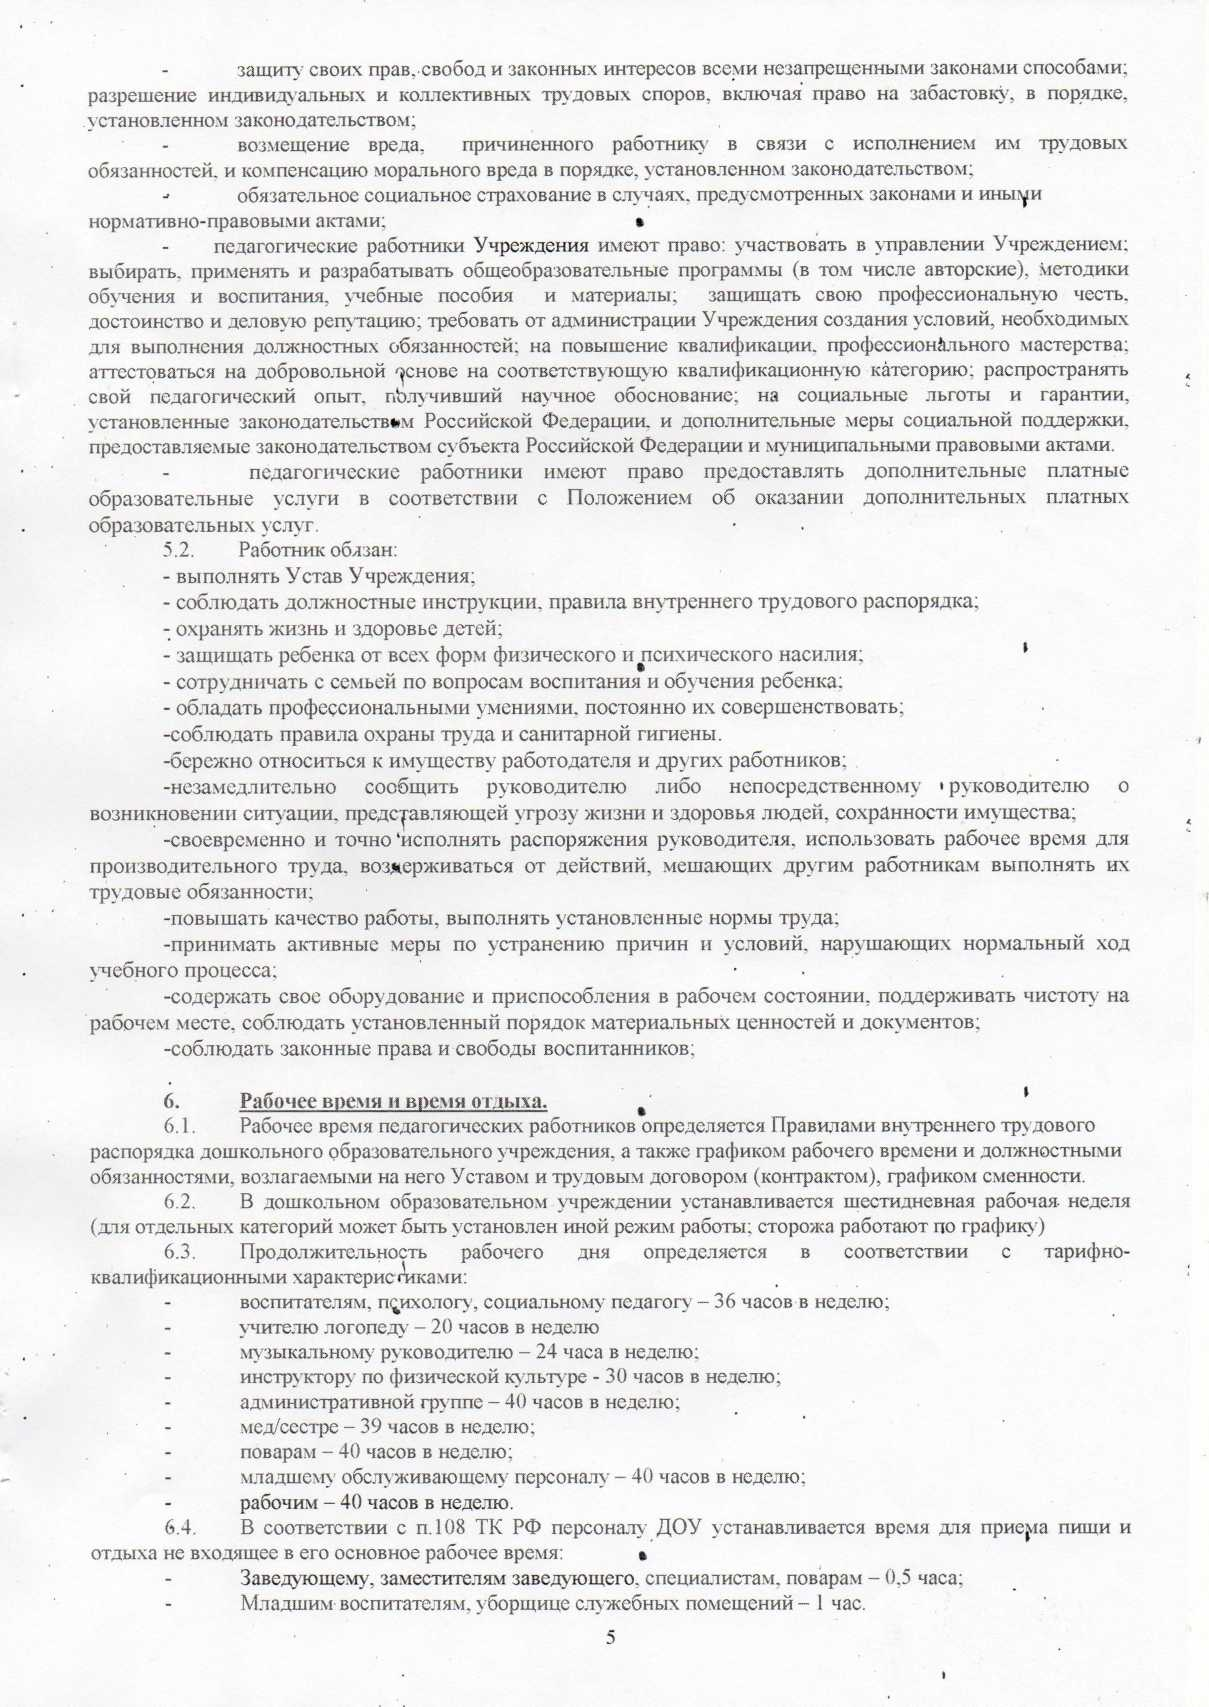 - защиту своих прав, свобод и законных интересов всеми незапрещенными законами способами;
разрешение индивидуальных и коллективных трудовых споров, включая право на забастовку, в порядке,
установленном законодательством;
- возмещение вреда, причиненного работнику в связи с исполнением им трудовых
обязанностей, и компенсацию морального вреда в порядке, установленном законодательством;
- обязательное социальное страхование в случаях, предусмотренных законами и иными
нормативно-правовыми актами;
- педагогические работники Учреждения имеют право: участвовать в управлении Учреждением;
выбирать, применять и разрабатывать общеобразовательные программы (в том числе авторские), методики
обучения и воспитания, учебные пособия и материалы; защищать свою профессиональную честь,
достоинство и деловую репутацию; требовать от администрации Учреждения создания условий, необходимых
для выполнения должностных обязанностей; на повышение квалификации, профессионального мастерства;
аттестоваться на добровольной основе на соответствующую квалификационную категорию; распространять
свой педагогический опыт, получивший научное обоснование; на социальные льготы и гарантии,
установленные законодательством Российской Федерации, и дополнительные меры социальной поддержки,
предоставляемые законодательством субъекта Российской Федерации и муниципальными правовыми актами.
- педагогические работники имеют право предоставлять дополнительные платные
образовательные услуги в соответствии с Положением об оказании дополнительных платных
образовательных услуг.
5.2. Работник обязан:
- выполнять Устав Учреждения;
- соблюдать должностные инструкции, правила внутреннего трудового распорядка;
- охранять жизнь и здоровье детей;
- защищать ребенка от всех форм физического и психического насилия;
- сотрудничать с семьей по вопросам воспитания и обучения ребенка;
- обладать профессиональными умениями, постоянно их совершенствовать;
-соблюдать правила охраны труда и санитарной гигиены.
-бережно относиться к имуществу работодателя и других работников;
-незамедлительно сообщить руководителю либо непосредственному руководителю о
возникновении ситуации, представляющей угрозу жизни и здоровья людей, сохранности имущества;
-своевременно и точно исполнять распоряжения руководителя, использовать рабочее время для
производительного труда, воздерживаться от действий, мешающих другим работникам выполнять их
трудовые обязанности;
-повышать качество работы, выполнять установленные нормы труда;
-принимать активные меры по устранению причин и условий, нарушающих нормальный ход
учебного процесса;
-содержать свое оборудование и приспособления в рабочем состоянии, поддерживать чистоту на
рабочем месте, соблюдать установленный порядок материальных ценностей и документов;
-соблюдать законные права и свободы воспитанников;
6. Рабочее время и время отдыха.
6.1. Рабочее время педагогических работников определяется Правилами внутреннего трудового
распорядка дошкольного образовательного учреждения, а также графиком рабочего времени и должностными
обязанностями, возлагаемыми на него Уставом и трудовым договором (контрактом), графиком сменности.
6.2. В дошкольном образовательном учреждении устанавливается шестидневная рабочая неделя
(для отдельных категорий может быть установлен иной режим работы; сторожа работают по графику)
6.3. Продолжительность рабочего дня определяется в соответствии с тарифно-
квалификационными характеристиками:
- воспитателям, психологу, социальному педагогу – 36 часов в неделю;
- учителю логопеду – 20 часов в неделю
- музыкальному руководителю – 24 часа в неделю;
- инструктору по физической культуре - 30 часов в неделю;
- административной группе – 40 часов в неделю;
- мед/сестре – 39 часов в неделю;
- поварам – 40 часов в неделю;
- младшему обслуживающему персоналу – 40 часов в неделю;
- рабочим – 40 часов в неделю.
6.4. В соответствии с п.108 ТК РФ персоналу ДОУ устанавливается время для приема пищи и
отдыха не входящее в его основное рабочее время:
- Заведующему, заместителям заведующего, специалистам, поварам – 0,5 часа;
- Младшим воспитателям, уборщице служебных помещений – 1 час.
5